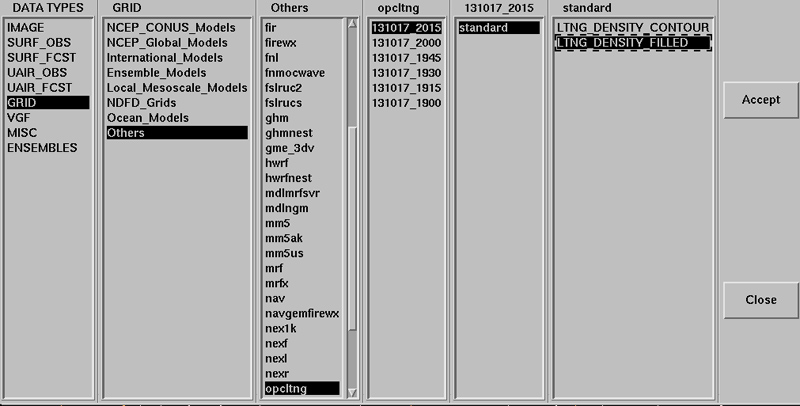 DATA TYPES
IMAGE
SURF_OBS
SURF_FCST
UAIR_OBS
UAIR_FCST
GRID
VGF
MISC
ENSEMBLES
GRID
NCEP_CONUS_Models
NCEP_Global_Models
International_Models
Ensemble_Models
Local_Mesoscale_Models
NDFD_Grids
Ocean_Models
Others
Others
fir
firewx
fnl
fnmocwave
fslruc2
fslrucs
ghm
ghmnest
gme_3dv
hwrf
hwrfnest
mdlmrfsvr
mdlngm
mm5
mm5ak
mm5us
mrf
mrfx
nav
navgemfirewx
nex1k
nexf
nexl
nexr
opcltng
opcltng
131017_2015
131017_2000
131017_1945
131017_1930
131017_1915
131017_1900
131017_2015
standard
standard
LTNG_DENSITY_CONTOUR
LTNG_DENSITY_FILLED
Accept
Close